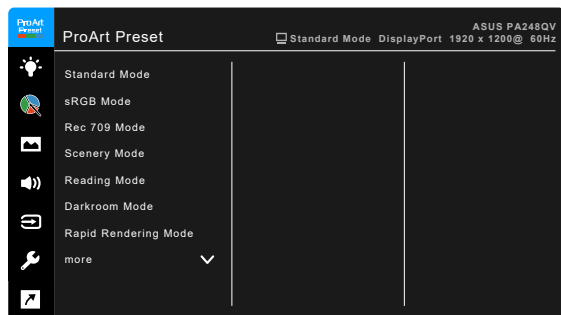 ProArt
Preset
ProArt Preset
ASUS PA248QV
Standard Mode DisplayPort 1920 x 1200@ 60Hz
Standard Mode
sRGB Mode
Rec 709 Mode
Scenery Mode
Reading Mode
Darkroom Mode
Rapid Rendering Mode
more